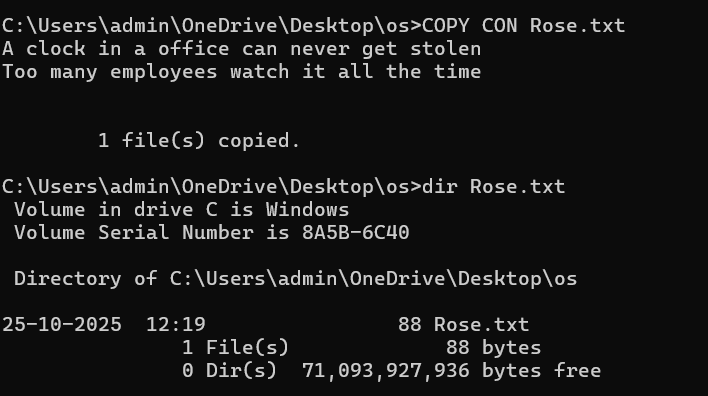 C:\Users\admin\OneDrive\Desktop\os>COPY CON Rose.txt
A clock in a office can never get stolen
Too many employees watch it all the time
1 file(s) copied.
C:\Users\admin\OneDrive\Desktop\os>dir Rose.txt
Volume in drive C is Windows
Volume Serial Number is 8A5B-6C40
Directory of C:\Users\admin\OneDrive\Desktop\os
25-10-2025  12:19                88 Rose.txt
1 File(s)             88 bytes
0 Dir(s)  71,093,927,936 bytes free